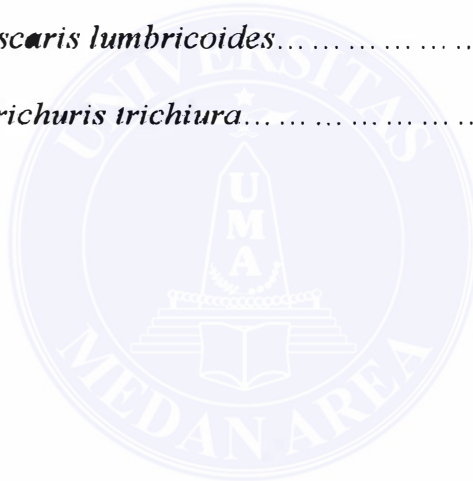 scaris lumbricoides… … … … … ..
richuris trichiura… … … … … … ..
UNIVERSITAS
UMA
MEDAN AREA